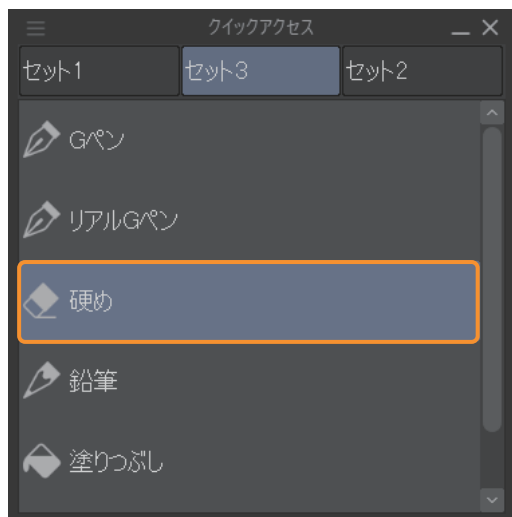 クイックアクセス
セット1 セット3 セット2
Gペン
リアルGペン
硬め
鉛筆
塗りつぶし